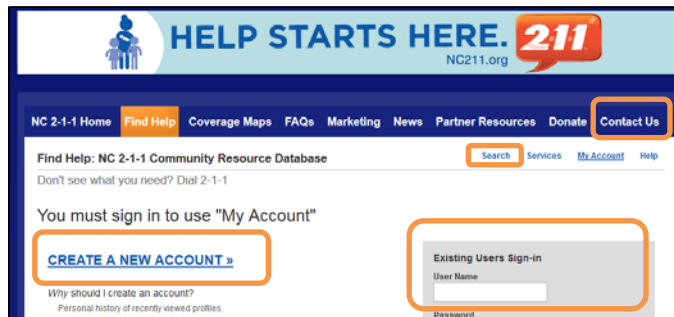 HELP STARTS HERE. 211
NC211.org
NC 2-1-1 Home Find Help Coverage Maps FAQs Marketing News Partner Resources Donate Contact Us
Find Help: NC 2-1-1 Community Resource Database
Search Services My Account Help
Don't see what you need? Dial 2-1-1
You must sign in to use "My Account"
CREATE A NEW ACCOUNT »
Why should I create an account?
Personal history of recently viewed profiles.
Existing Users Sign-in
User Name
Password